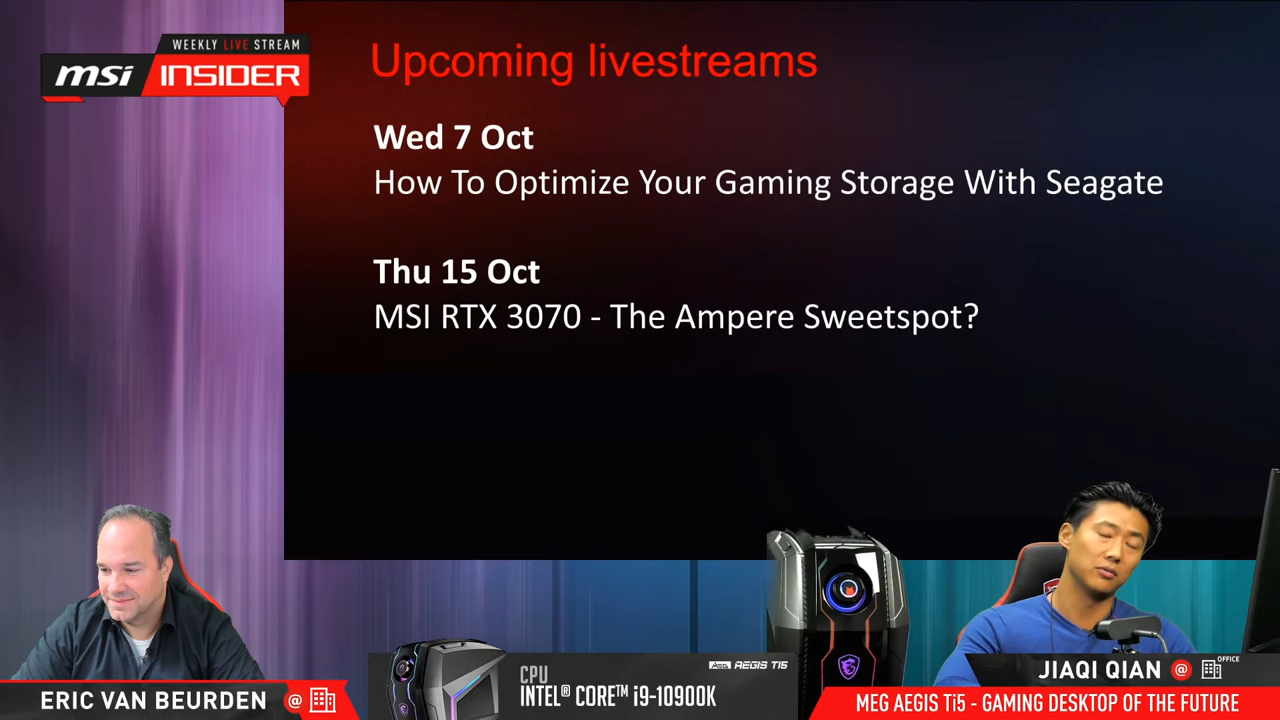 WEEKLY LIVE STREAM
msi INSIDER
Upcoming livestreams
Wed 7 Oct
How To Optimize Your Gaming Storage With Seagate
Thu 15 Oct
MSI RTX 3070 - The Ampere Sweetspot?
CPU
INTEL® CORE™ i9-10900K
AEGIS Ti5
ERIC VAN BEURDEN @
JIAQI QIAN @ OFFICE
MEG AEGIS Ti5 - GAMING DESKTOP OF THE FUTURE